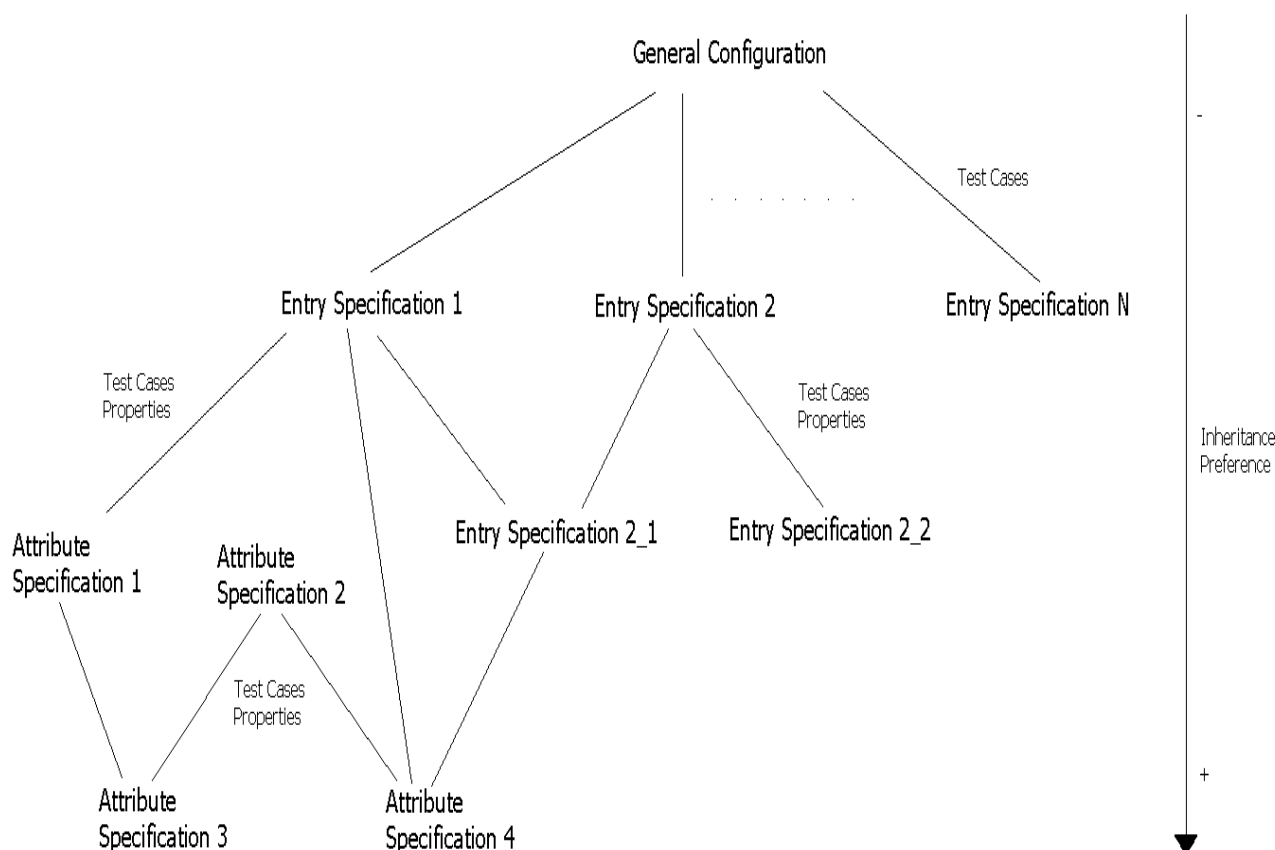 General Configuration
-
Test Cases
Entry Specification 1
Entry Specification 2
Entry Specification N
Test Cases
Properties
Test Cases
Properties
Inheritance
Preference
Entry Specification 2_1
Entry Specification 2_2
Attribute
Specification 1
Attribute
Specification 2
Test Cases
Properties
+
Attribute
Specification 3
Attribute
Specification 4